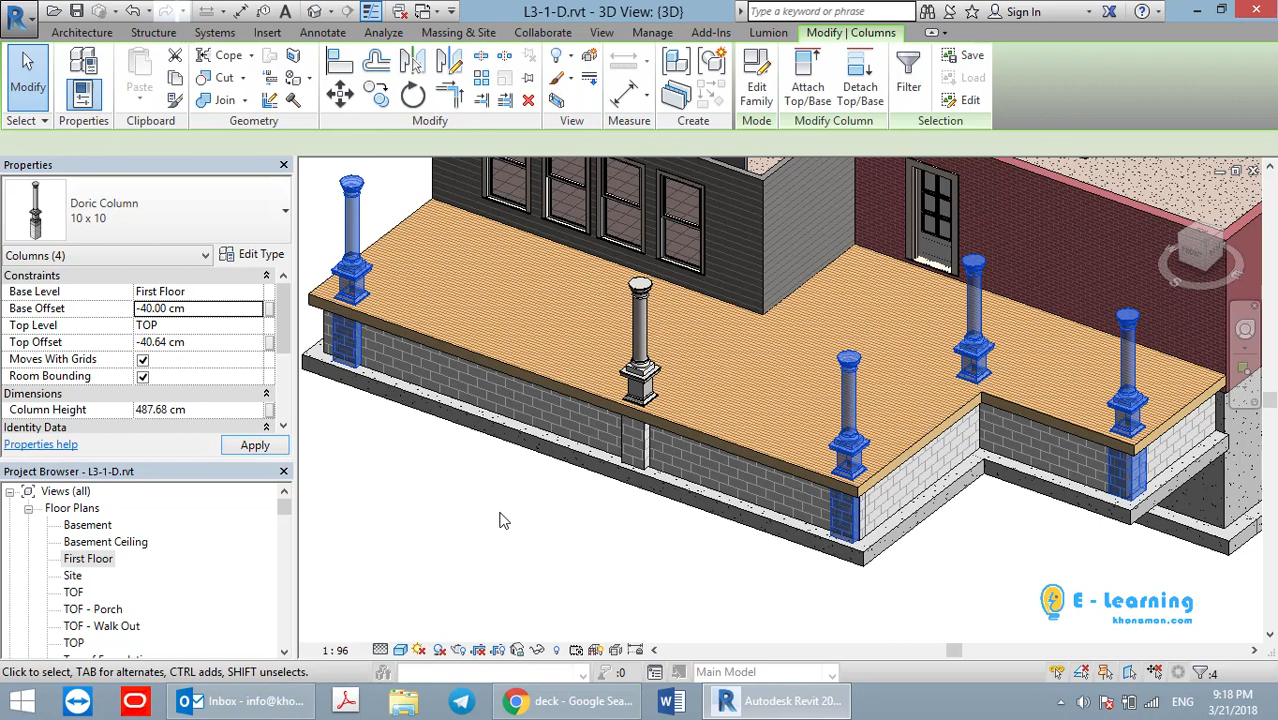 L3-1-D.rvt - 3D View: {3D}
Type a keyword or phrase
Sign In
Architecture
Structure
Systems
Insert
Annotate
Analyze
Massing & Site
Collaborate
View
Manage
Add-Ins
Lumion
Modify | Columns
Modify
Select
Properties
Paste
Clipboard
Cope
Cut
Join
Geometry
Modify
View
Measure
Create
Edit
Family
Mode
Attach
Top/Base
Detach
Top/Base
Modify Column
Filter
Save
Load
Edit
Selection
Properties
Doric Column
10 x 10
Columns (4)
Edit Type
Constraints
Base Level First Floor
Base Offset -40.00 cm
Top Level TOP
Top Offset -40.64 cm
Moves With Grids
Room Bounding
Dimensions
Column Height 487.68 cm
Identity Data
Properties help
Apply
Project Browser - L3-1-D.rvt
Views (all)
Floor Plans
Basement
Basement Ceiling
First Floor
Site
TOF
TOF - Porch
TOF - Walk Out
TOP
E - Learning
khonamon.com
1 : 96
Click to select, TAB for alternates, CTRL adds, SHIFT unselects.
:0
Main Model
:4
Inbox - info@kho...
deck - Google Sea...
Autodesk Revit 20...
ENG
9:18 PM
3/21/2018